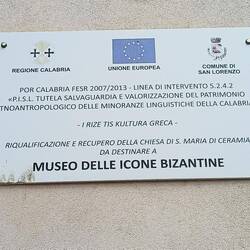 REGIONE CALABRIA
UNIONE EUROPEA
COMUNE DI
SAN LORENZO
POR CALABRIA FESR 2007/2013 - LINEA DI INTERVENTO 5.2.4.2
«P.I.S.L. TUTELA SALVAGUARDIA E VALORIZZAZIONE DEL PATRIMONIO
TNOANTROPOLOGICO DELLE MINORANZE LINGUISTICHE DELLA CALABRIA
- I RIZE TIS KULTURA GRECA -
RIQUALIFICAZIONE E RECUPERO DELLA CHIESA DI S. MARIA DI CERAMIA
DA DESTINARE A
MUSEO DELLE ICONE BIZANTINE